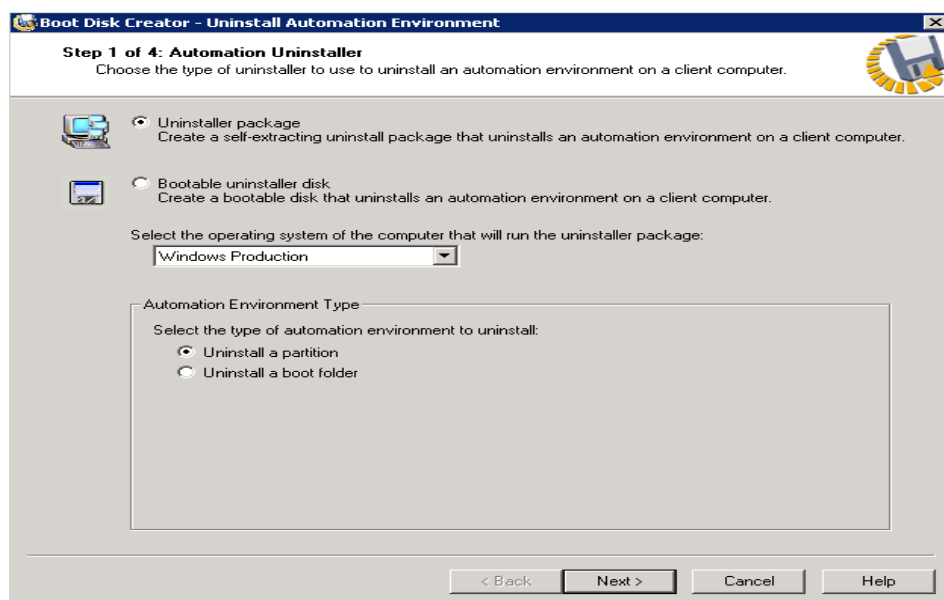 Boot Disk Creator - Uninstall Automation Environment
Step 1 of 4: Automation Uninstaller
Choose the type of uninstaller to use to uninstall an automation environment on a client computer.
Uninstaller package
Create a self-extracting uninstall package that uninstalls an automation environment on a client computer.
Bootable uninstaller disk
Create a bootable disk that uninstalls an automation environment on a client computer.
Select the operating system of the computer that will run the uninstaller package:
Windows Production
Automation Environment Type
Select the type of automation environment to uninstall:
Uninstall a partition
Uninstall a boot folder
< Back Next > Cancel Help